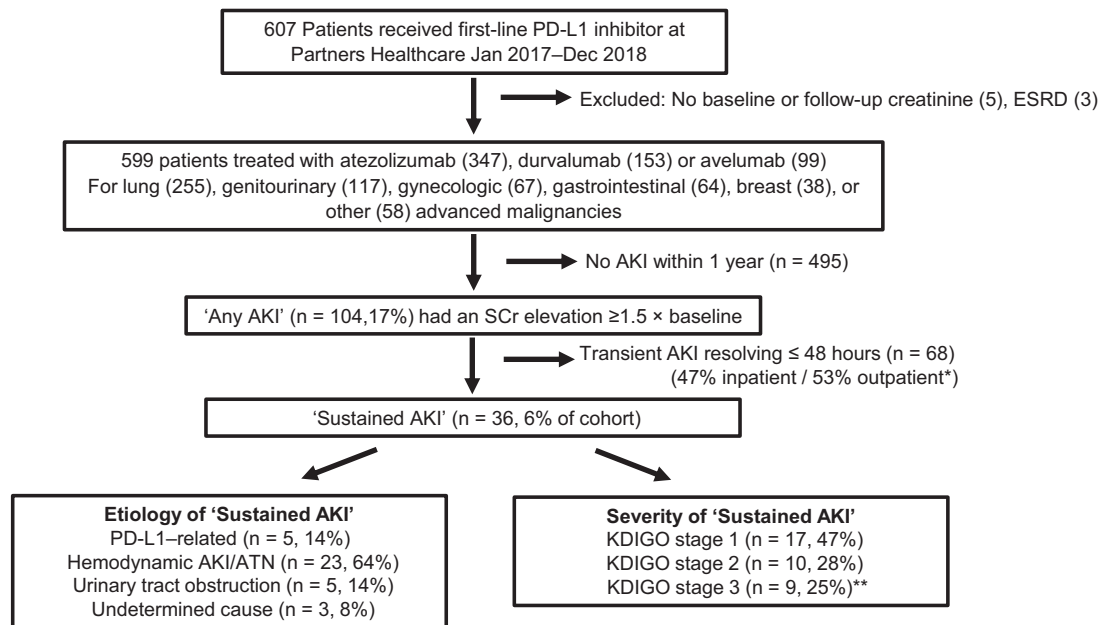 607 Patients received first-line PD-L1 inhibitor at
Partners Healthcare Jan 2017–Dec 2018
Excluded: No baseline or follow-up creatinine (5), ESRD (3)
599 patients treated with atezolizumab (347), durvalumab (153) or avelumab (99)
For lung (255), genitourinary (117), gynecologic (67), gastrointestinal (64), breast (38), or
other (58) advanced malignancies
No AKI within 1 year (n = 495)
‘Any AKI’ (n = 104,17%) had an SCr elevation ≥1.5 × baseline
Transient AKI resolving ≤ 48 hours (n = 68)
(47% inpatient / 53% outpatient*)
‘Sustained AKI’ (n = 36, 6% of cohort)
Etiology of ‘Sustained AKI’
PD-L1–related (n = 5, 14%)
Hemodynamic AKI/ATN (n = 23, 64%)
Urinary tract obstruction (n = 5, 14%)
Undetermined cause (n = 3, 8%)
Severity of ‘Sustained AKI’
KDIGO stage 1 (n = 17, 47%)
KDIGO stage 2 (n = 10, 28%)
KDIGO stage 3 (n = 9, 25%)**